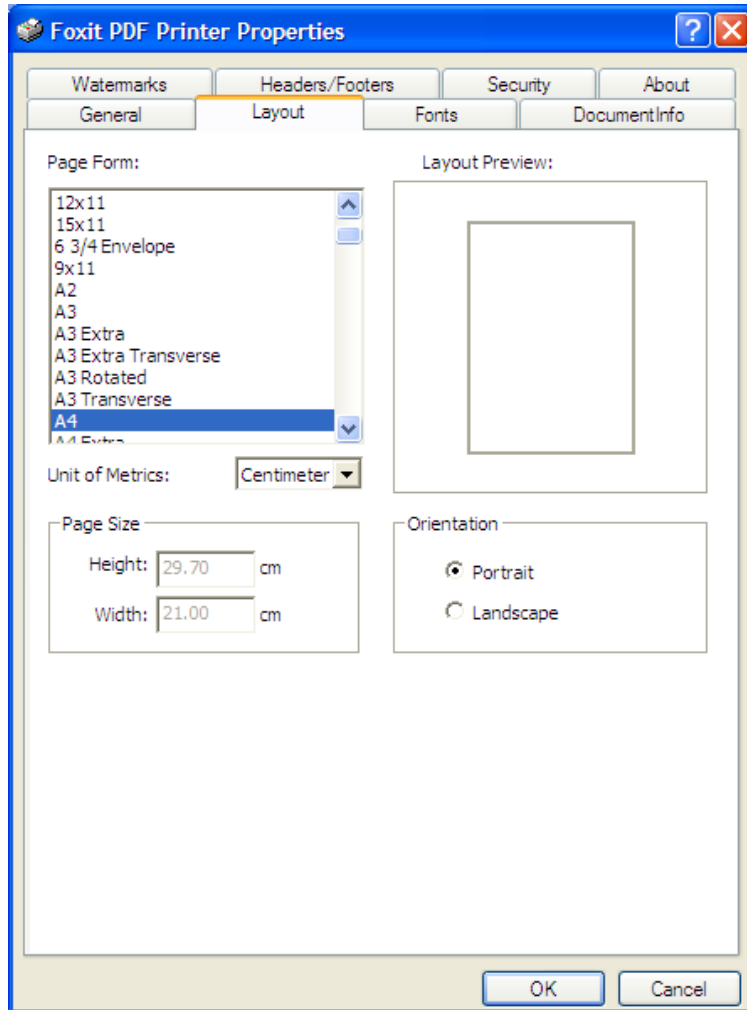 Foxit PDF Printer Properties
Watermarks Headers/Footers Security About
General Layout Fonts DocumentInfo
Page Form:
12x11
15x11
6 3/4 Envelope
9x11
A2
A3
A3 Extra
A3 Extra Transverse
A3 Rotated
A3 Transverse
A4
A4 Extra
Unit of Metrics: Centimeter
Layout Preview:
Page Size
Height: 29.70 cm
Width: 21.00 cm
Orientation
Portrait
Landscape
OK Cancel